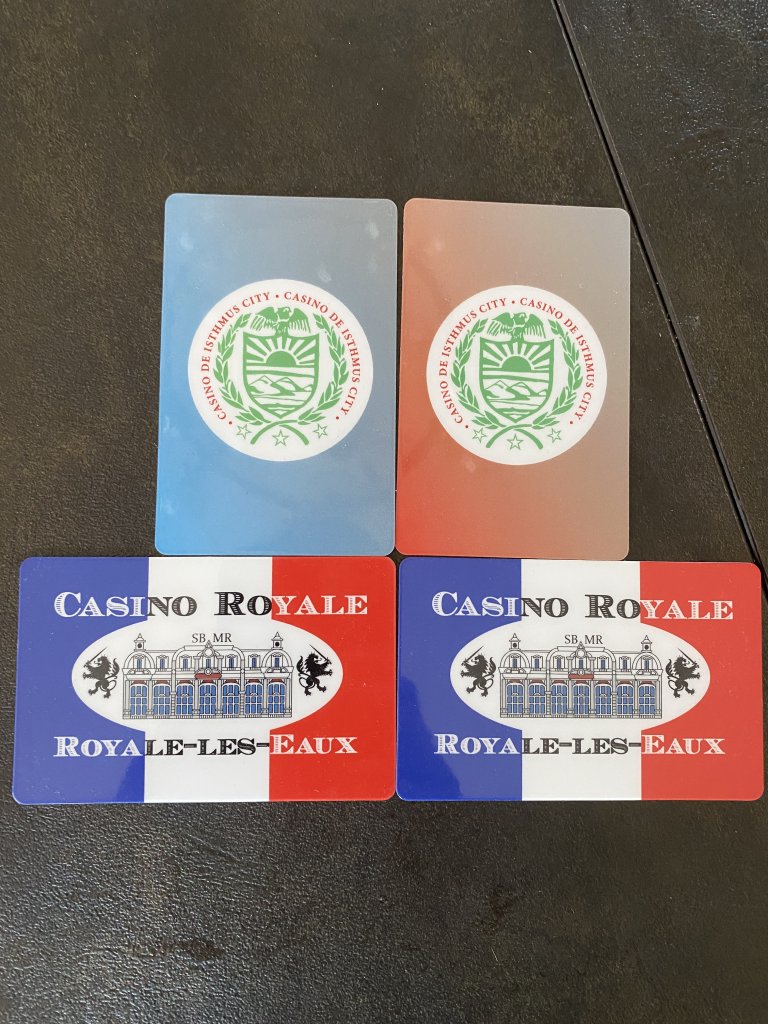 CASINO DE ISTHMUS CITY • CASINO DE ISTHMUS CITY •
CASINO DE ISTHMUS CITY • CASINO DE ISTHMUS CITY •
CASINO ROYALE
SB MR
ROYALE-LES-EAUX
CASINO ROYALE
SB MR
ROYALE-LES-EAUX